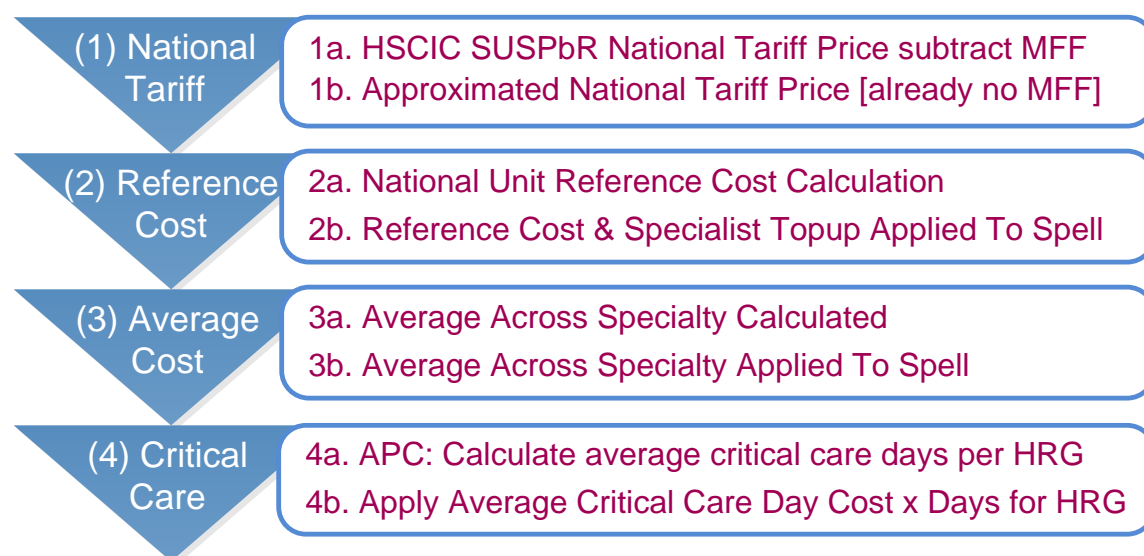 (1) National
Tariff
1a. HSCIC SUSPbR National Tariff Price subtract MFF
1b. Approximated National Tariff Price [already no MFF]
(2) Reference
Cost
2a. National Unit Reference Cost Calculation
2b. Reference Cost & Specialist Topup Applied To Spell
(3) Average
Cost
3a. Average Across Specialty Calculated
3b. Average Across Specialty Applied To Spell
(4) Critical
Care
4a. APC: Calculate average critical care days per HRG
4b. Apply Average Critical Care Day Cost x Days for HRG